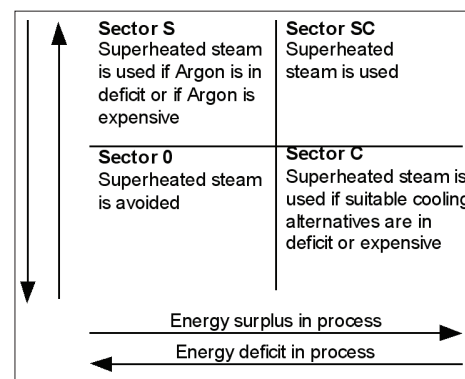 Sector S
Superheated steam
is used if Argon is in
deficit or if Argon is
expensive
Sector SC
Superheated
steam is used
Sector 0
Superheated steam
is avoided
Sector C
Superheated steam is
used if suitable cooling
alternatives are in
deficit or expensive
Energy surplus in process
Energy deficit in process